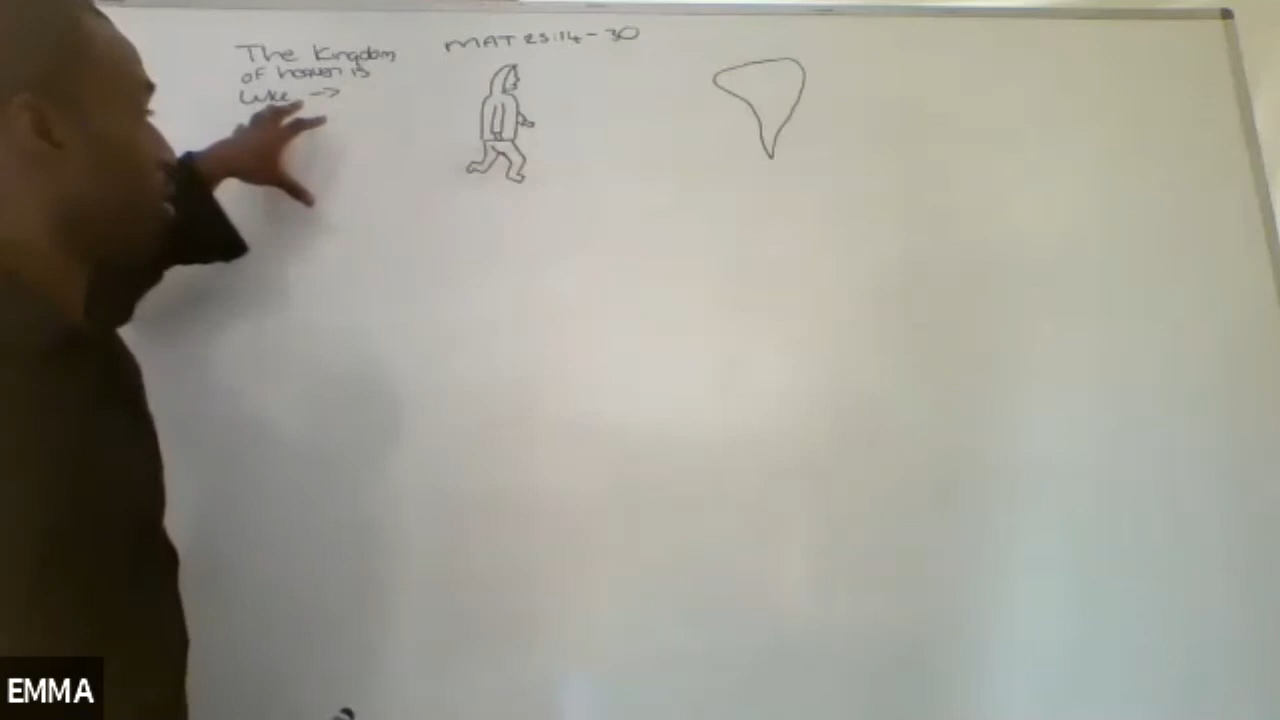 The Kingdom
of heaven is
like →
MAT 25:14-30
EMMA